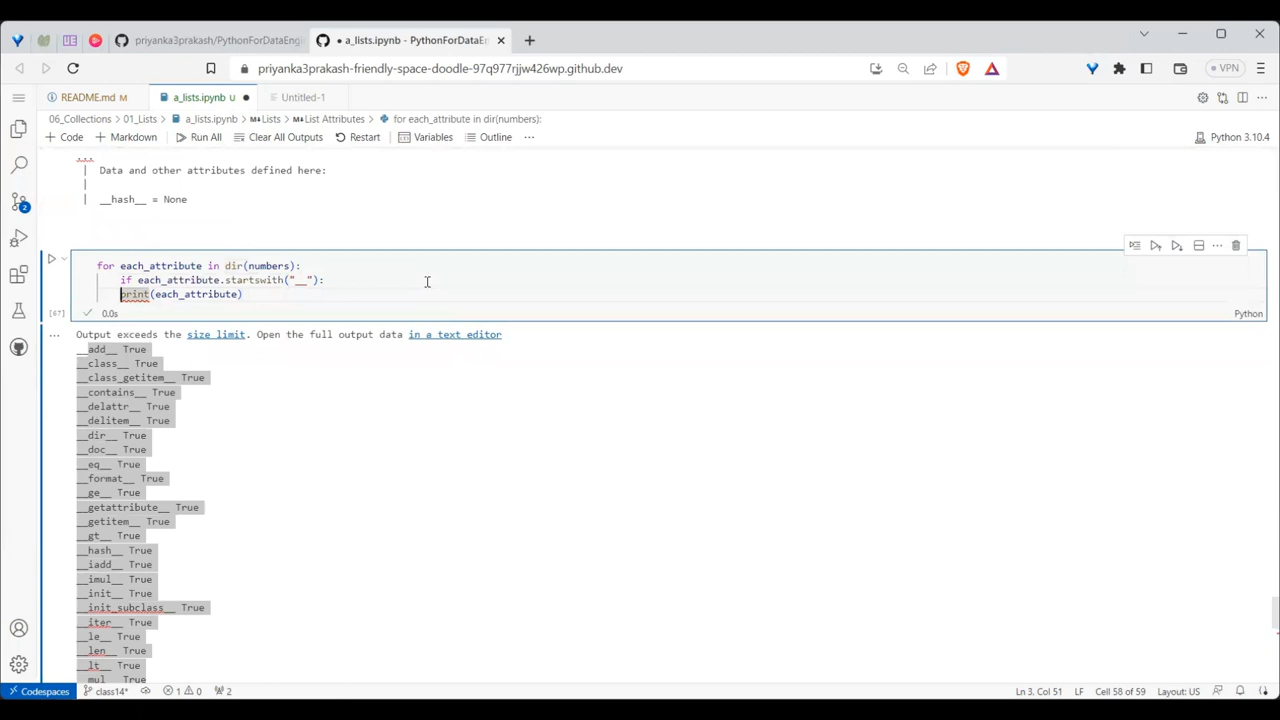 priyanka3prakash/PythonForDataEng
a_lists.ipynb - PythonForDataEn
priyanka3prakash-friendly-space-doodle-97q977rjjw426wp.github.dev
VPN
README.md M
a_lists.ipynb U
Untitled-1
06_Collections > 01_Lists > a_lists.ipynb > M↓Lists > M↓List Attributes > for each_attribute in dir(numbers):
+ Code + Markdown Run All Clear All Outputs Restart Variables Outline ...
Python 3.10.4
...
| Data and other attributes defined here:
|
| __hash__ = None
for each_attribute in dir(numbers):
if each_attribute.startswith("__"):
print(each_attribute)
[67] 0.0s
Python
... Output exceeds the size limit. Open the full output data in a text editor
__add__ True
__class__ True
__class_getitem__ True
__contains__ True
__delattr__ True
__delitem__ True
__dir__ True
__doc__ True
__eq__ True
__format__ True
__ge__ True
__getattribute__ True
__getitem__ True
__gt__ True
__hash__ True
__iadd__ True
__imul__ True
__init__ True
__init_subclass__ True
__iter__ True
__le__ True
__len__ True
__lt__ True
__mul__ True
2
Codespaces class14* 1 0 2
Ln 3, Col 51 LF Cell 58 of 59 Layout: US